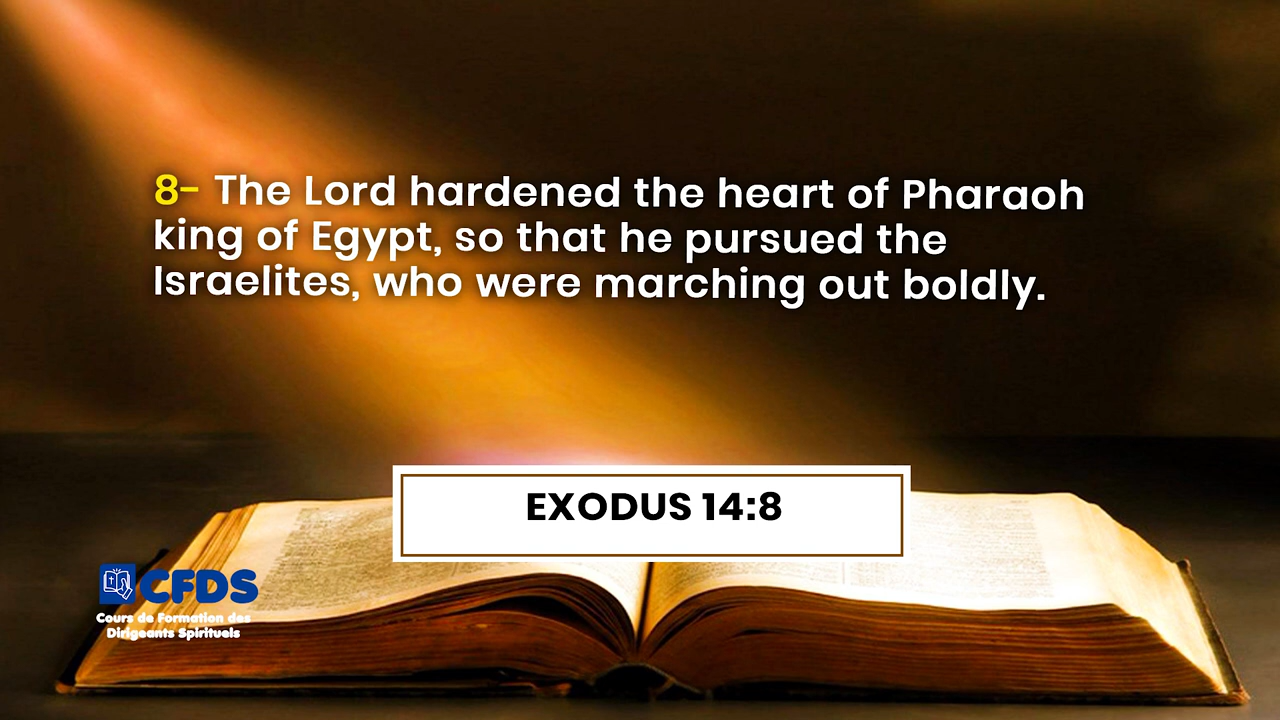 8- The Lord hardened the heart of Pharaoh
king of Egypt, so that he pursued the
Israelites, who were marching out boldly.
EXODUS 14:8
CFDS
Cours de Formation des
Dirigeants Spirituels